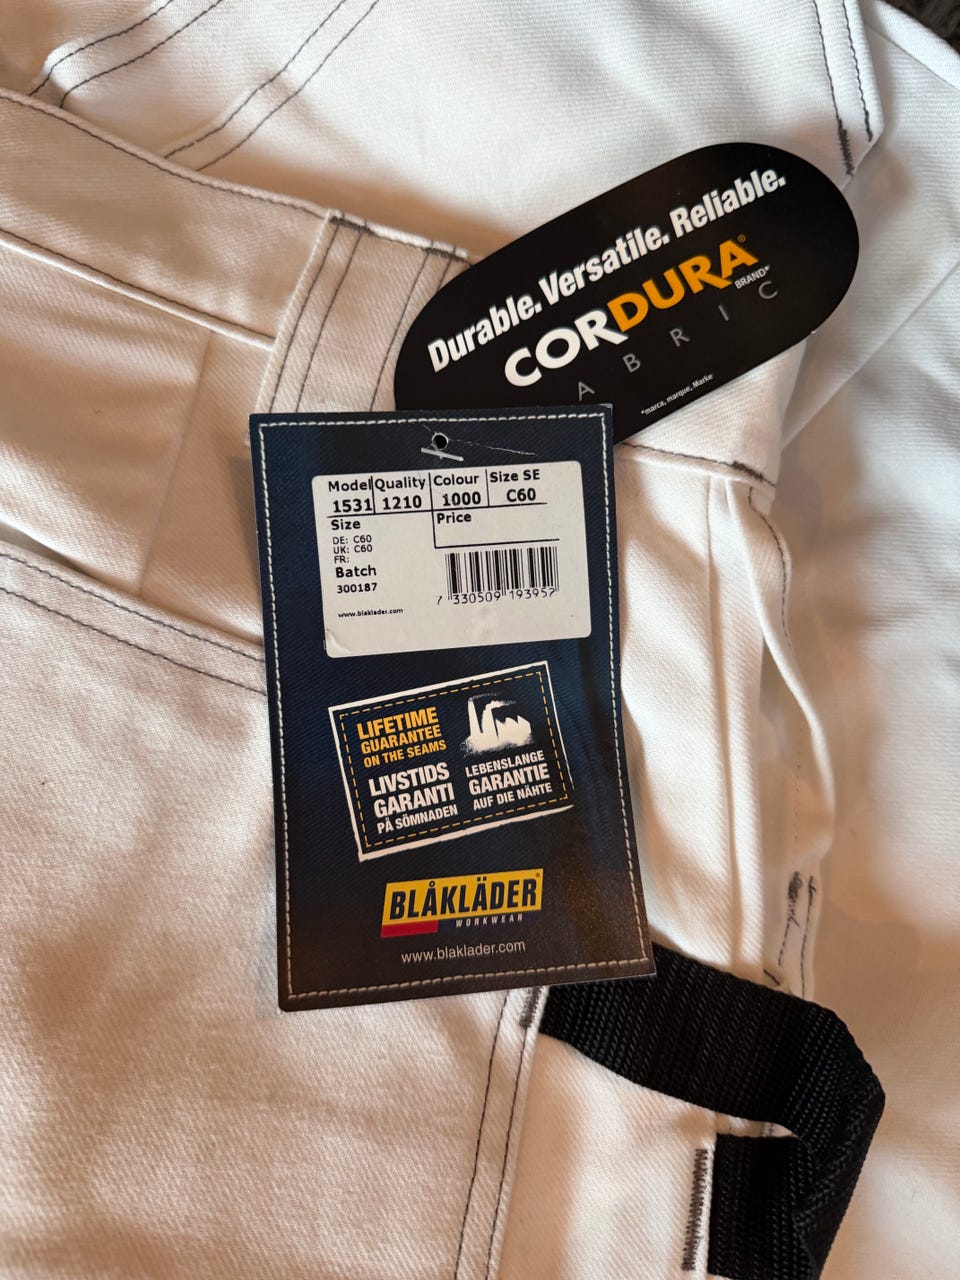 Durable. Versatile. Reliable.
CORDURA®
BRAND*
FABRIC
*marca, marque, Marke
Model Quality Colour Size SE
1531 1210 1000 C60
Size Price
DE: C60
UK: C60
FR:
Batch
300187
7 330509 193957
www.blaklader.com
LIFETIME
GUARANTEE
ON THE SEAMS
LIVSTIDS
GARANTI
PÅ SÖMNADEN
LEBENSLANGE
GARANTIE
AUF DIE NÄHTE
BLÅKLÄDER
WORKWEAR
www.blaklader.com